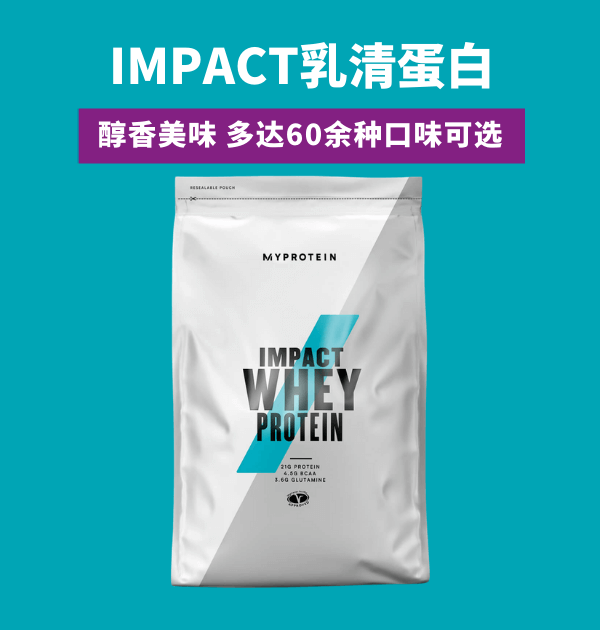 IMPACT乳清蛋白
醇香美味 多达60余种口味可选
RESEALABLE POUCH
MYPROTEIN
IMPACT
WHEY
PROTEIN
21G PROTEIN
4.5G BCAA
3.6G GLUTAMINE
V
APPROVED